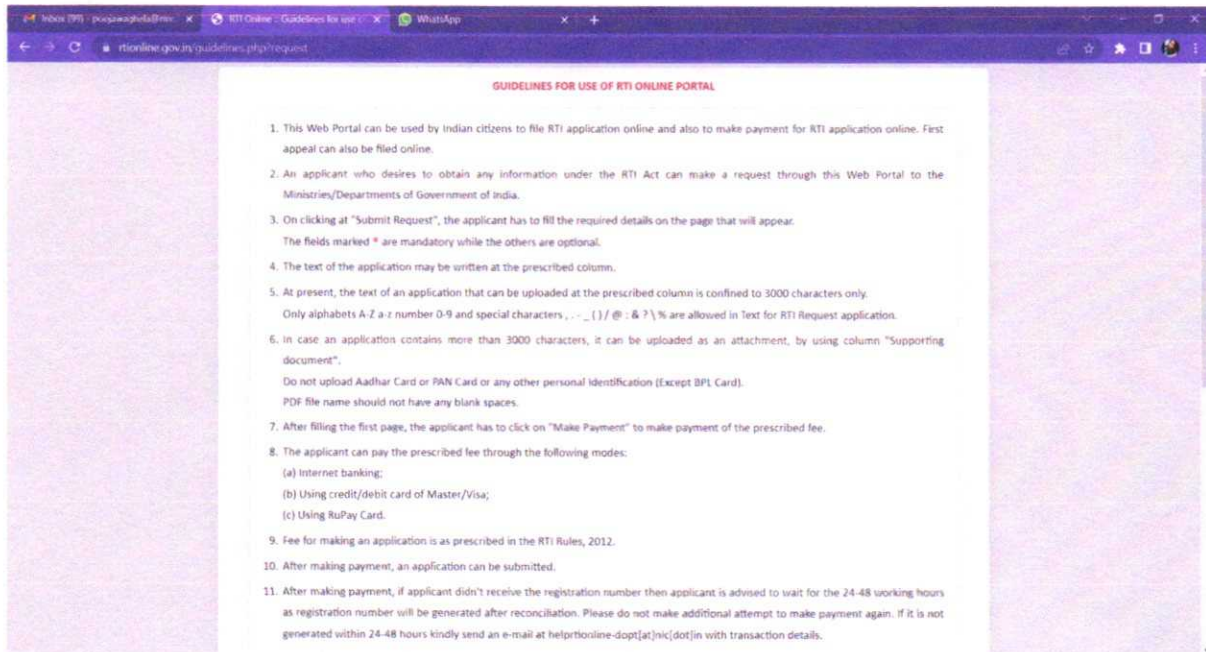 Inbox (99) - poojawaghela@
RTI Online : Guidelines for use
WhatsApp
rtionline.gov.in/guidelines.php?request
GUIDELINES FOR USE OF RTI ONLINE PORTAL
1. This Web Portal can be used by Indian citizens to file RTI application online and also to make payment for RTI application online. First
appeal can also be filed online.
2. An applicant who desires to obtain any information under the RTI Act can make a request through this Web Portal to the
Ministries/Departments of Government of India.
3. On clicking at "Submit Request", the applicant has to fill the required details on the page that will appear.
The fields marked * are mandatory while the others are optional.
4. The text of the application may be written at the prescribed column.
5. At present, the text of an application that can be uploaded at the prescribed column is confined to 3000 characters only.
Only alphabets A-Z a-z number 0-9 and special characters , . - _ ( ) / @ : & ? \ % are allowed in Text for RTI Request application.
6. In case an application contains more than 3000 characters, it can be uploaded as an attachment, by using column "Supporting
document".
Do not upload Aadhar Card or PAN Card or any other personal Identification (Except BPL Card).
PDF file name should not have any blank spaces.
7. After filling the first page, the applicant has to click on "Make Payment" to make payment of the prescribed fee.
8. The applicant can pay the prescribed fee through the following modes:
(a) Internet banking;
(b) Using credit/debit card of Master/Visa;
(c) Using RuPay Card.
9. Fee for making an application is as prescribed in the RTI Rules, 2012.
10. After making payment, an application can be submitted.
11. After making payment, if applicant didn't receive the registration number then applicant is advised to wait for the 24-48 working hours
as registration number will be generated after reconciliation. Please do not make additional attempt to make payment again. If it is not
generated within 24-48 hours kindly send an e-mail at helprtionline-dopt[at]nic[dot]in with transaction details.